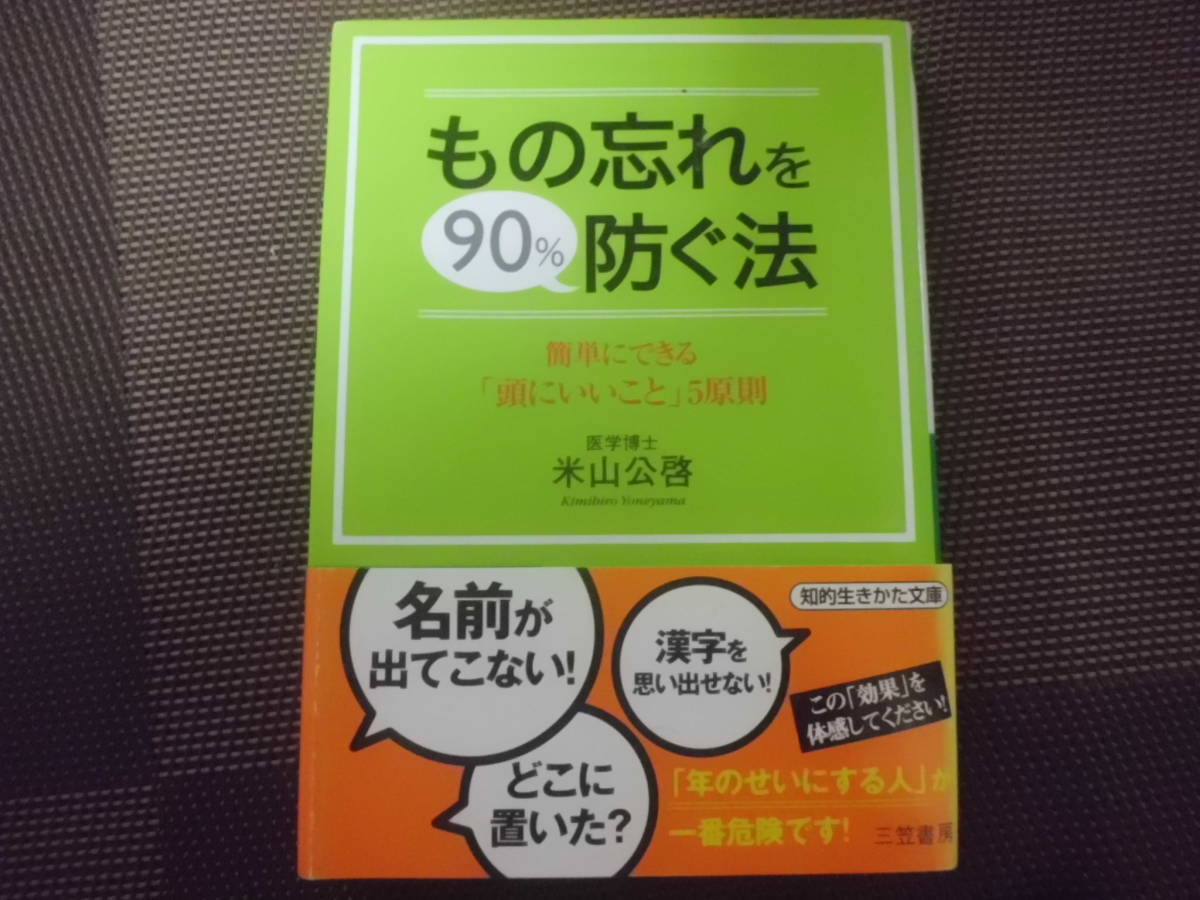 もの忘れを
90%防ぐ法
簡単にできる
「頭にいいこと」5原則
医学博士
米山公啓
Kimihiro Yoneyama
名前が
出てこない!
漢字を
思い出せない!
どこに
置いた?
知的生きかた文庫
この「効果」を
体感してください!
「年のせいにする人」が
一番危険です!
三笠書房